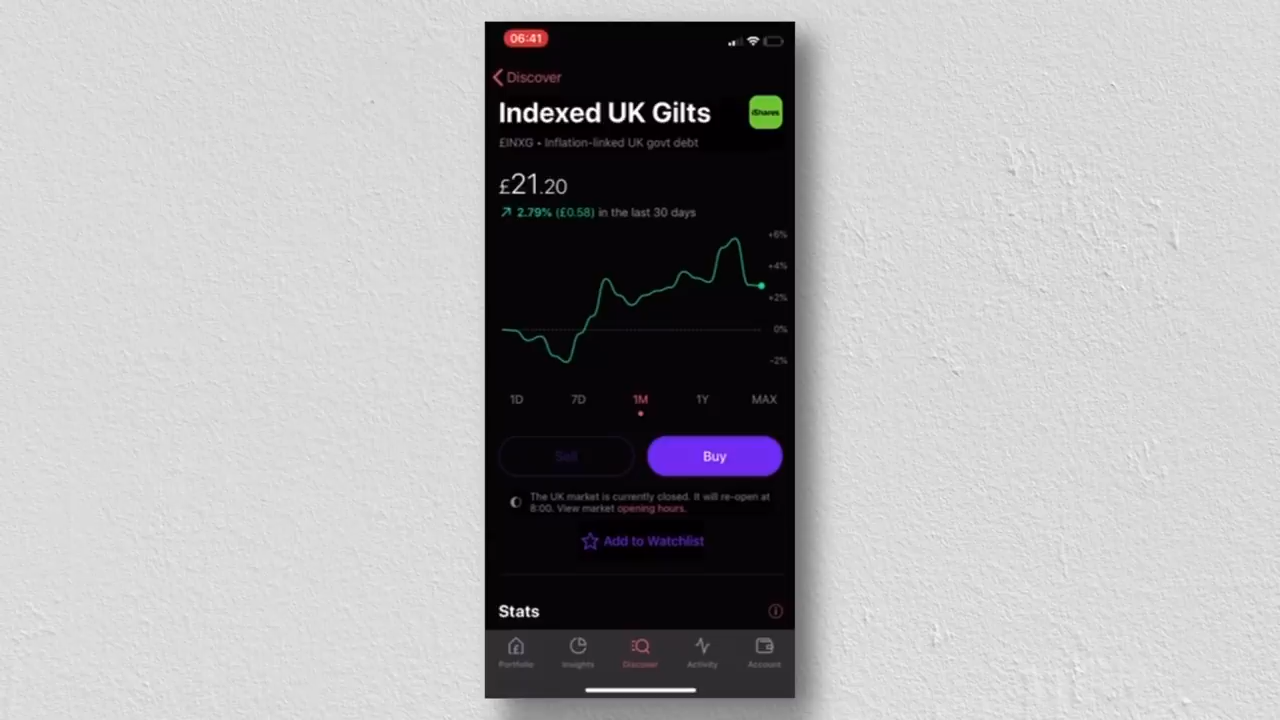 06:41
Discover
Indexed UK Gilts
iShares
£INXG • Inflation-linked UK govt debt
£21.20
2.79% (£0.58) in the last 30 days
+6%
+4%
+2%
0%
-2%
1D 7D 1M 1Y MAX
Sell Buy
The UK market is currently closed. It will re-open at
8:00. View market opening hours.
Add to Watchlist
Stats
Portfolio Insights Discover Activity Account